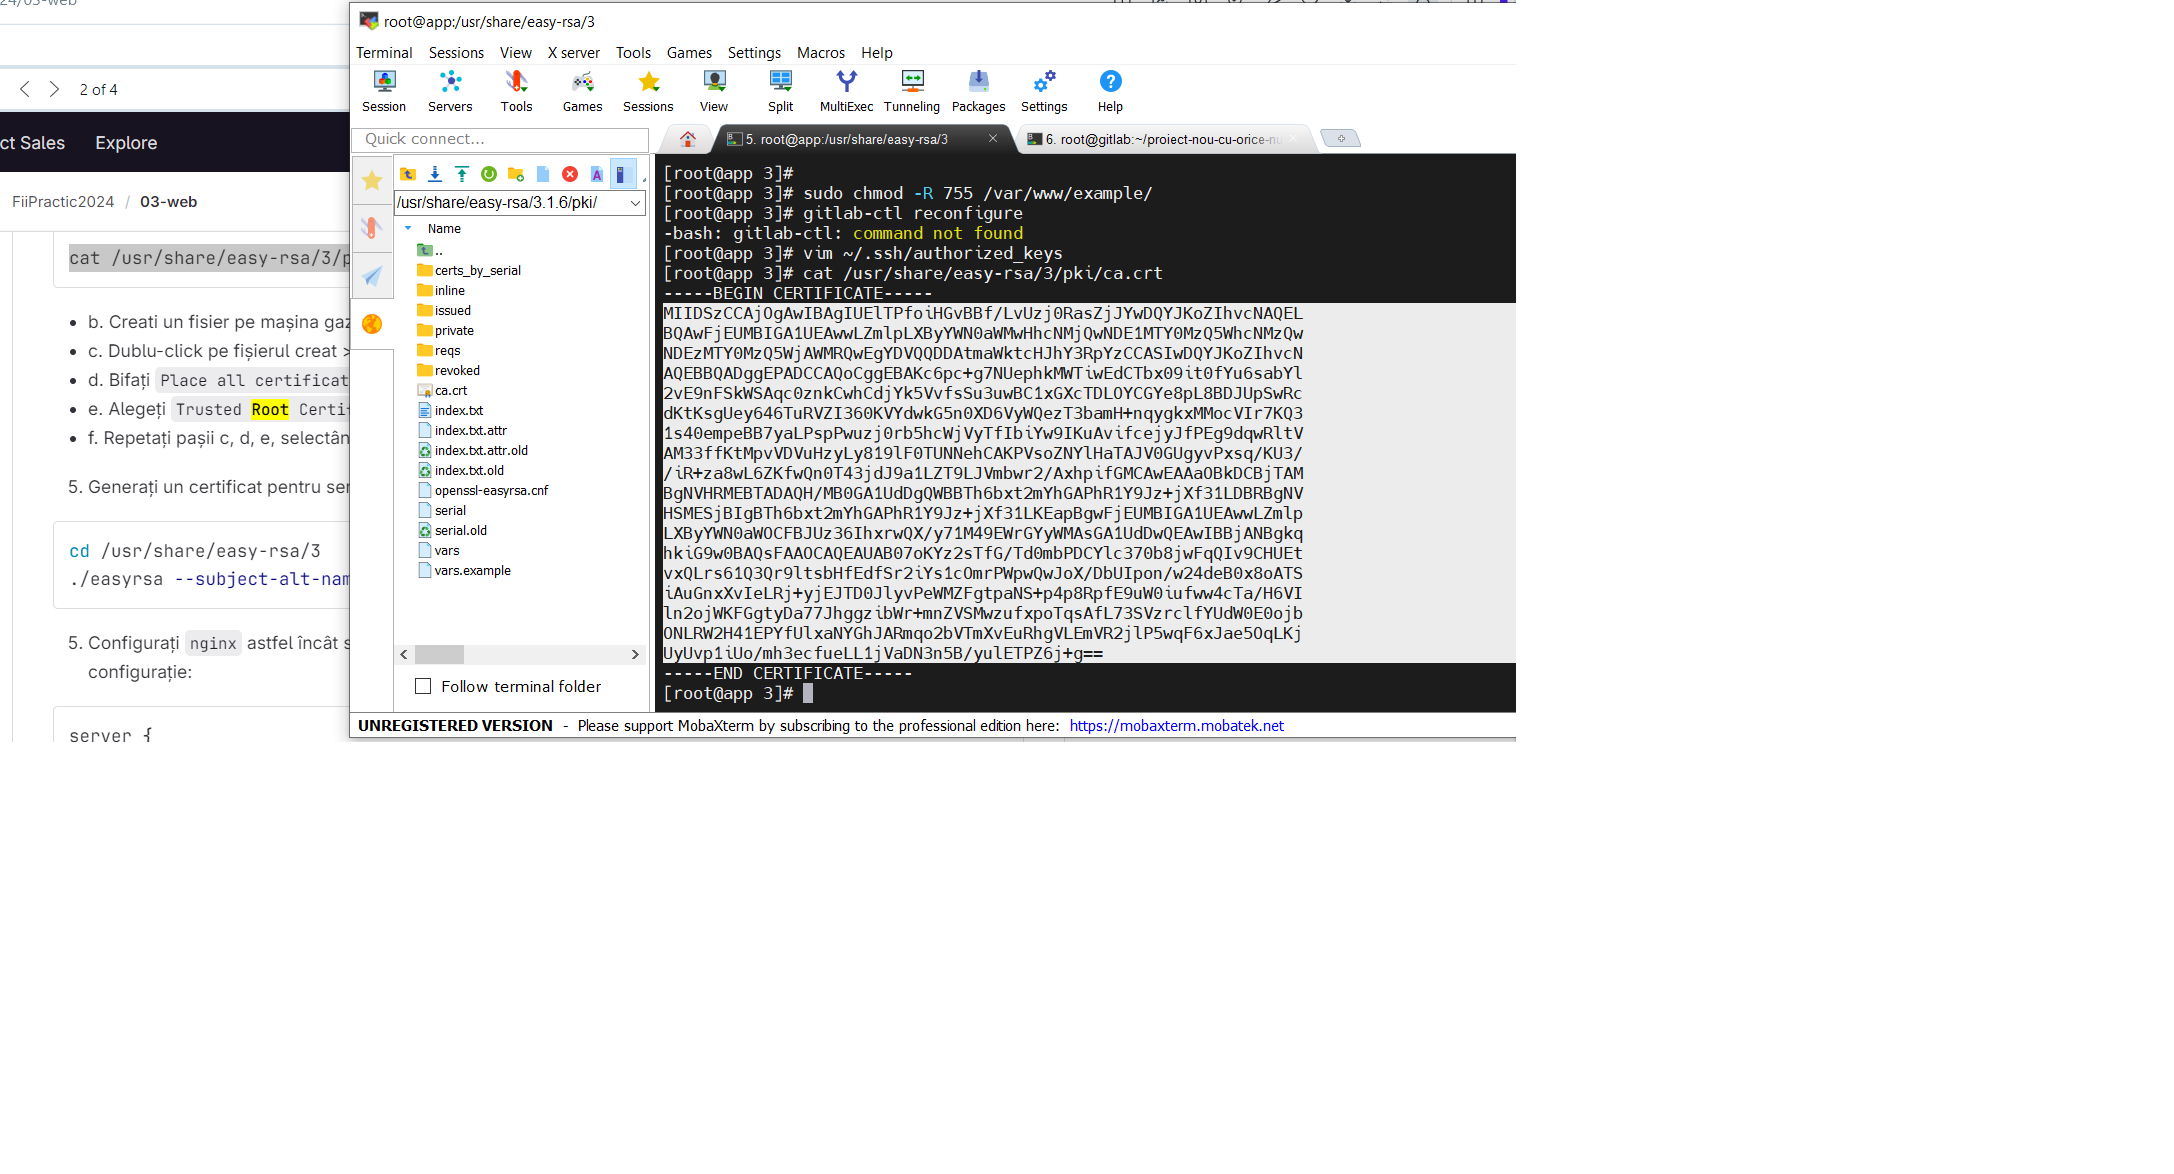 24/03-web
2 of 4
ct Sales Explore
FiiPractic2024 / 03-web
cat /usr/share/easy-rsa/3/p
b. Creati un fisier pe mașina gaz
c. Dublu-click pe fișierul creat >
d. Bifați Place all certificat
e. Alegeți Trusted Root Certi
f. Repetați pașii c, d, e, selectân
5. Generați un certificat pentru ser
cd /usr/share/easy-rsa/3
./easyrsa --subject-alt-nam
5. Configurați nginx astfel încât s
configurație:
server {
root@app:/usr/share/easy-rsa/3
Terminal Sessions View X server Tools Games Settings Macros Help
Session Servers Tools Games Sessions View Split MultiExec Tunneling Packages Settings Help
Quick connect...
5. root@app:/usr/share/easy-rsa/3
6. root@gitlab:~/proiect-nou-cu-orice-nu
/usr/share/easy-rsa/3.1.6/pki/
Name
..
certs_by_serial
inline
issued
private
reqs
revoked
ca.crt
index.txt
index.txt.attr
index.txt.attr.old
index.txt.old
openssl-easyrsa.cnf
serial
serial.old
vars
vars.example
Follow terminal folder
[root@app 3]#
[root@app 3]# sudo chmod -R 755 /var/www/example/
[root@app 3]# gitlab-ctl reconfigure
-bash: gitlab-ctl: command not found
[root@app 3]# vim ~/.ssh/authorized_keys
[root@app 3]# cat /usr/share/easy-rsa/3/pki/ca.crt
-----BEGIN CERTIFICATE-----
MIIDSzCCAjOgAwIBAgIUElTPfoiHGvBBf/LvUzj0RasZjJYwDQYJKoZIhvcNAQEL
BQAwFjEUMBIGA1UEAwwLZmlpLXByYWN0aWMwHhcNMjQwNDE1MTY0MzQ5WhcNMzQw
NDEzMTY0MzQ5WjAWMRQwEgYDVQQDDAtmaWktcHJhY3RpYzCCASIwDQYJKoZIhvcN
AQEBBQADggEPADCCAQoCggEBAKc6pc+g7NUephkMWTiwEdCTbx09it0fYu6sabYl
2vE9nFSkWSAqc0znkCwhCdjYk5VvfsSu3uwBC1xGXcTDLOYCGYe8pL8BDJUpSwRc
dKtKsgUey646TuRVZI360KVYdwkG5n0XD6VyWQezT3bamH+nqygkxMMocVIr7KQ3
1s40empeBB7yaLPspPwuzj0rb5hcWjVyTfIbiYw9IKuAvifcejyJfPEg9dqwRltV
AM33ffKtMpvVDVuHzyLy819lF0TUNNehCAKPVsoZNYlHaTAJV0GUgyvPxsq/KU3/
/iR+za8wL6ZKfwQn0T43jdJ9a1LZT9LJVmbwr2/AxhpifGMCAwEAAaOBkDCBjTAM
BgNVHRMEBTADAQH/MB0GA1UdDgQWBBTh6bxt2mYhGAPhR1Y9Jz+jXf31LDBRBgNV
HSMESjBIgBTh6bxt2mYhGAPhR1Y9Jz+jXf31LKEapBgwFjEUMBIGA1UEAwwLZmlp
LXByYWN0aWOCFBJUz36IhxrwQX/y71M49EWrGYyWMAsGA1UdDwQEAwIBBjANBgkq
hkiG9w0BAQsFAAOCAQEAUAB07oKYz2sTfG/Td0mbPDCYlc370b8jwFqQIv9CHUEt
vxQLrs61Q3Qr9ltsbHfEdfSr2iYs1cOmrPWpwQwJoX/DbUIpon/w24deB0x8oATS
iAuGnxXvIeLRj+yjEJTD0JlyvPeWMZFgtpaNS+p4p8RpfE9uW0iufww4cTa/H6VI
ln2ojWKFGgtyDa77JhggzibWr+mnZVSMwzufxpoTqsAfL73SVzrclfYUdW0E0ojb
ONLRW2H41EPYfUlxaNYGhJARmqo2bVTmXvEuRhgVLEmVR2jlP5wqF6xJae5OqLKj
UyUvp1iUo/mh3ecfueLL1jVaDN3n5B/yulETPZ6j+g==
-----END CERTIFICATE-----
[root@app 3]#
UNREGISTERED VERSION - Please support MobaXterm by subscribing to the professional edition here: https://mobaxterm.mobatek.net